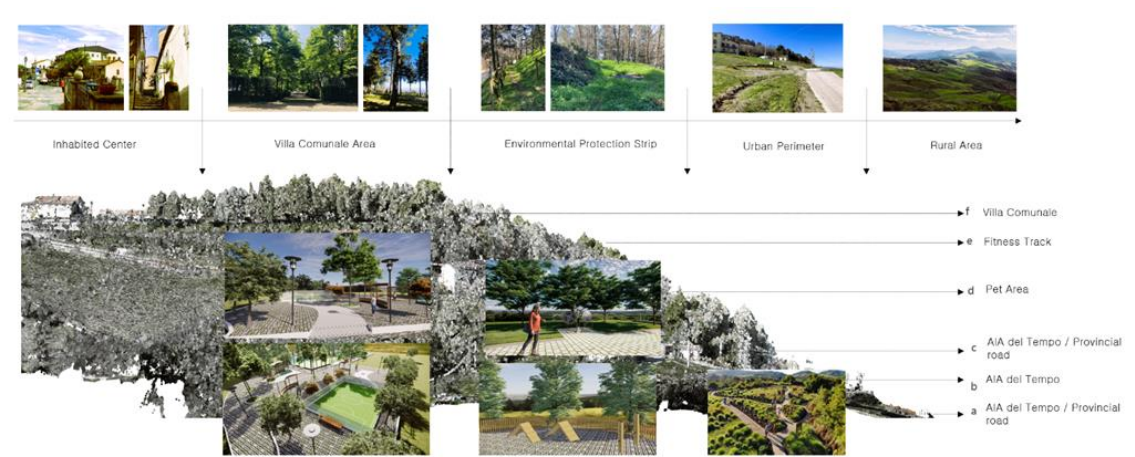 Inhabited Center
Villa Comunale Area
Environmental Protection Strip
Urban Perimeter
Rural Area
f Villa Comunale
e Fitness Track
d Pet Area
c AIA del Tempo / Provincial
road
b AIA del Tempo
a AIA del Tempo / Provincial
road